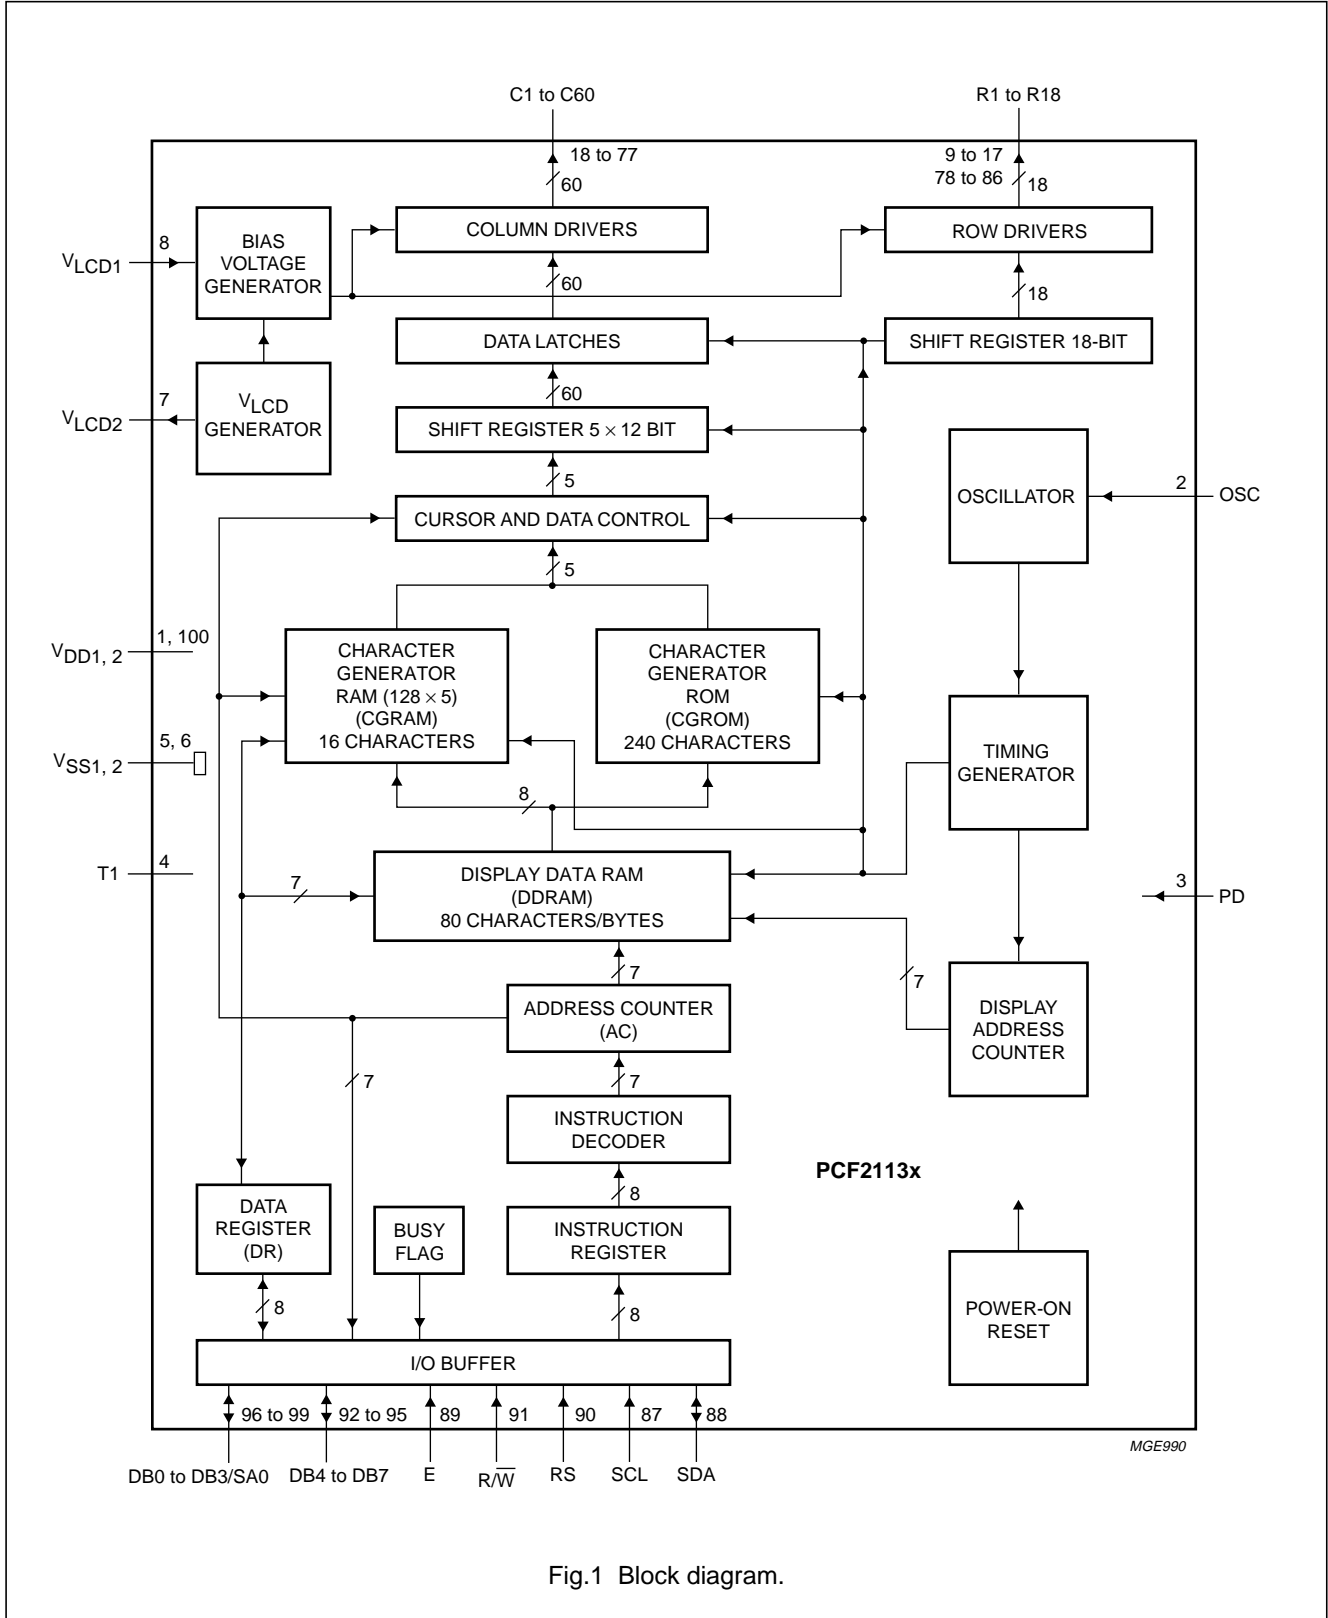 C1 to C60
R1 to R18
18 to 77
60
9 to 17
78 to 86
18
8
VLCD1
BIAS
VOLTAGE
GENERATOR
COLUMN DRIVERS
ROW DRIVERS
60
18
DATA LATCHES
SHIFT REGISTER 18-BIT
7
VLCD2
VLCD
GENERATOR
60
SHIFT REGISTER 5 × 12 BIT
5
OSCILLATOR
2
OSC
CURSOR AND DATA CONTROL
5
1, 100
VDD1, 2
CHARACTER
GENERATOR
RAM (128 × 5)
(CGRAM)
16 CHARACTERS
CHARACTER
GENERATOR
ROM
(CGROM)
240 CHARACTERS
5, 6
VSS1, 2
TIMING
GENERATOR
8
4
T1
7
DISPLAY DATA RAM
(DDRAM)
80 CHARACTERS/BYTES
3
PD
7
7
ADDRESS COUNTER
(AC)
DISPLAY
ADDRESS
COUNTER
7
7
INSTRUCTION
DECODER
PCF2113x
8
DATA
REGISTER
(DR)
BUSY
FLAG
INSTRUCTION
REGISTER
8
8
POWER-ON
RESET
I/O BUFFER
96 to 99
92 to 95
89
91
90
87
88
MGE990
DB0 to DB3/SA0
DB4 to DB7
E
R/W̅
RS
SCL
SDA
Fig.1 Block diagram.